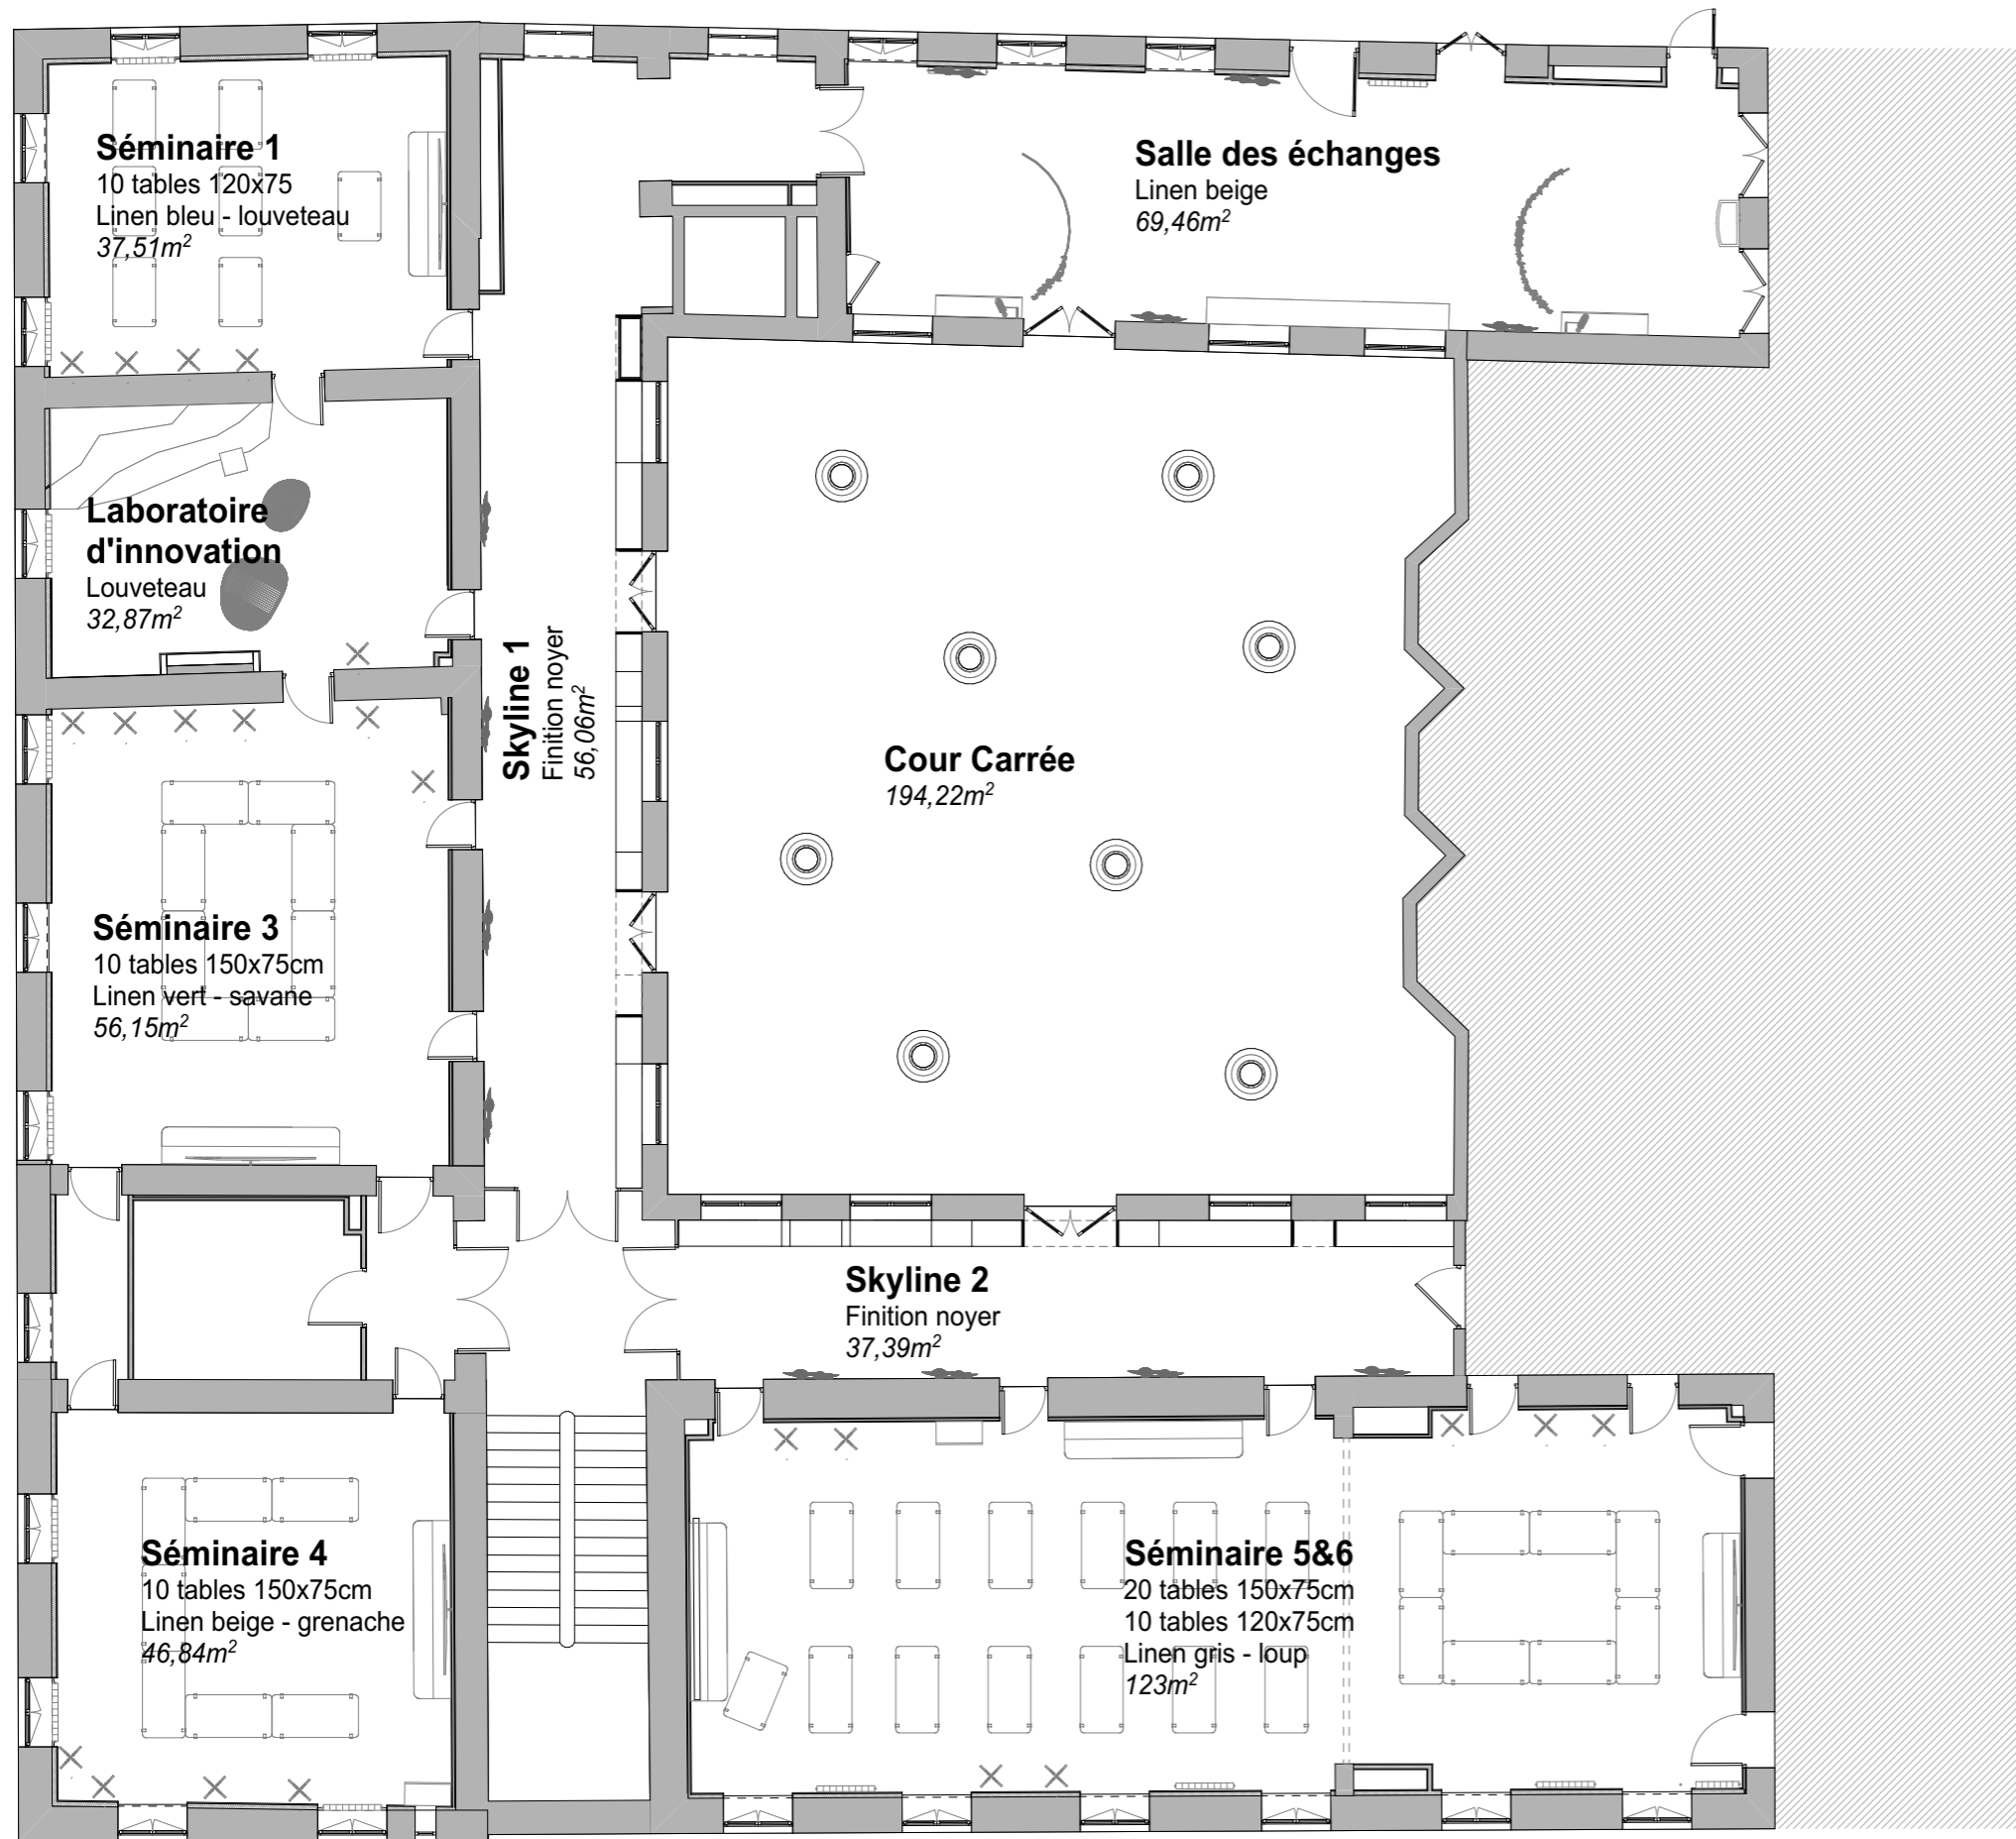 Séminaire 1
10 tables 120x75
Linen bleu - louveteau
37,51m²
Salle des échanges
Linen beige
69,46m²
Laboratoire
d'innovation
Louveteau
32,87m²
Skyline 1
Finition noyer
56,06m²
Cour Carrée
194,22m²
Séminaire 3
10 tables 150x75cm
Linen vert - savane
56,15m²
Skyline 2
Finition noyer
37,39m²
Séminaire 4
10 tables 150x75cm
Linen beige - grenache
46,84m²
Séminaire 5&6
20 tables 150x75cm
10 tables 120x75cm
Linen gris - loup
123m²